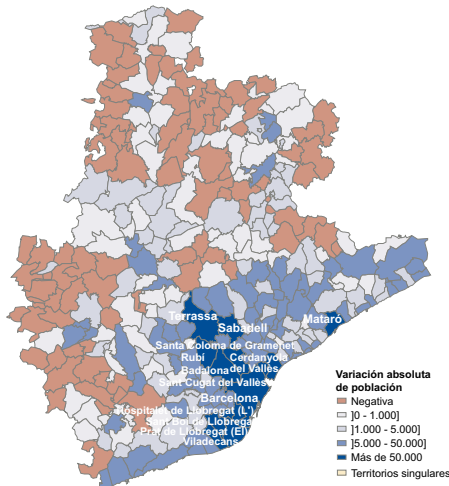 Terrassa
Sabadell
Mataró
Santa Coloma de Gramenet
Rubí
Cerdanyola
del Vallès
Badalona
Sant Cugat del Vallès
Barcelona
Hospitalet de Llobregat (L')
Sant Boi de Llobregat
Prat de Llobregat (El)
Viladecans
Variación absoluta
de población
Negativa
]0 - 1.000]
]1.000 - 5.000]
]5.000 - 50.000]
Más de 50.000
Territorios singulares